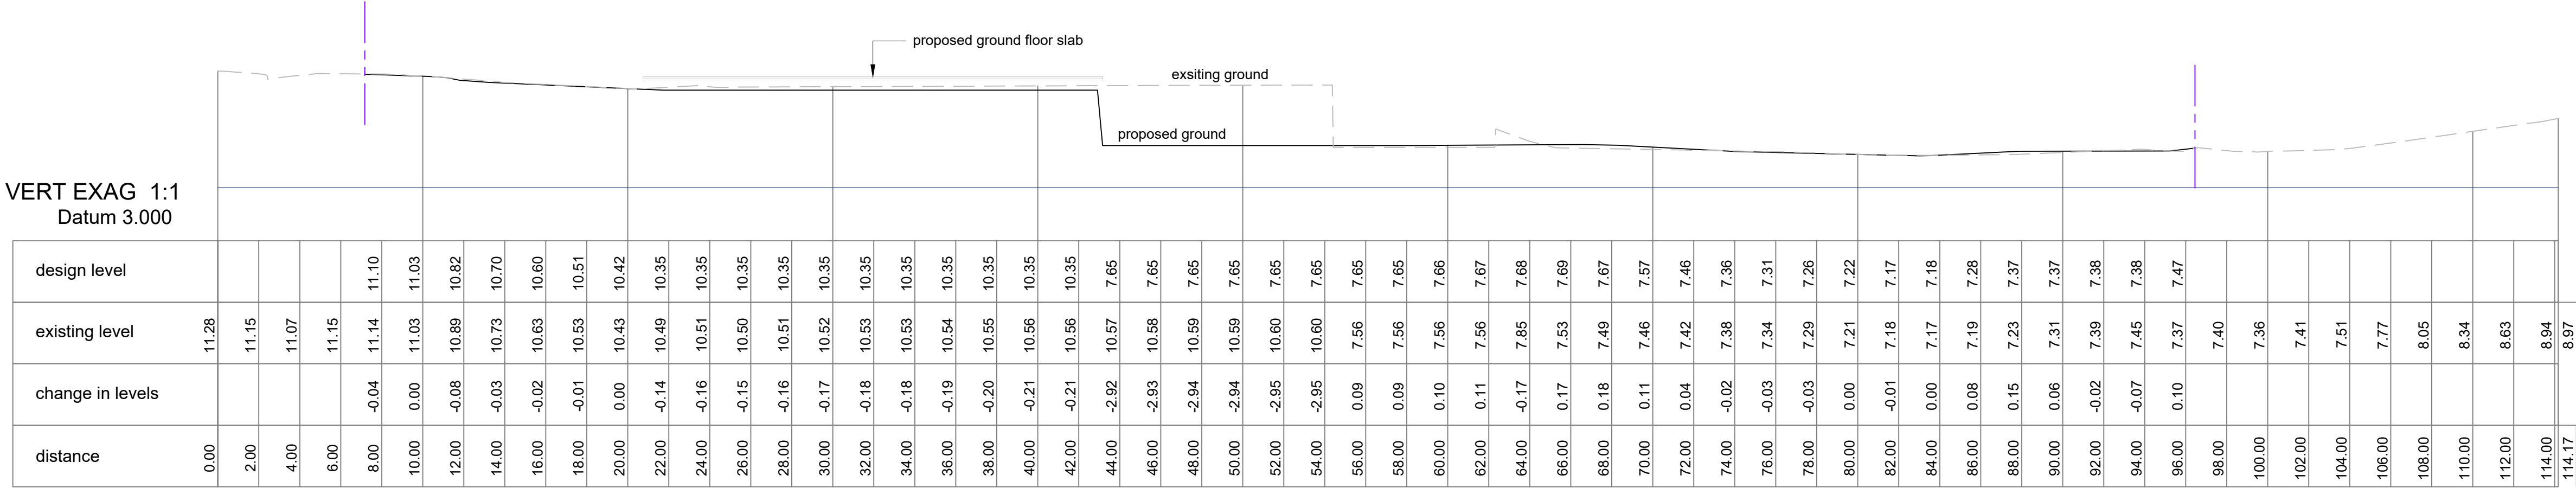 proposed ground floor slab
exsiting ground
proposed ground
VERT EXAG 1:1
Datum 3.000
design level 11.10 11.03 10.82 10.70 10.60 10.51 10.42 10.35 10.35 10.35 10.35 10.35 10.35 10.35 10.35 10.35 10.35 10.35 7.65 7.65 7.65 7.65 7.65 7.65 7.65 7.65 7.66 7.67 7.68 7.69 7.67 7.57 7.46 7.36 7.31 7.26 7.22 7.17 7.18 7.28 7.37 7.37 7.38 7.38 7.47
existing level 11.28 11.15 11.07 11.15 11.14 11.03 10.89 10.73 10.63 10.53 10.43 10.49 10.51 10.50 10.51 10.52 10.53 10.53 10.54 10.55 10.56 10.56 10.57 10.58 10.59 10.59 10.60 10.60 7.56 7.56 7.56 7.56 7.85 7.53 7.49 7.46 7.42 7.38 7.34 7.29 7.21 7.18 7.17 7.19 7.23 7.31 7.39 7.45 7.37 7.40 7.36 7.41 7.51 7.77 8.05 8.34 8.63 8.94 8.97
change in levels -0.04 0.00 -0.08 -0.03 -0.02 -0.01 0.00 -0.14 -0.16 -0.15 -0.16 -0.17 -0.18 -0.18 -0.19 -0.20 -0.21 -0.21 -2.92 -2.93 -2.94 -2.94 -2.95 -2.95 0.09 0.09 0.10 0.11 -0.17 0.17 0.18 0.11 0.04 -0.02 -0.03 -0.03 0.00 -0.01 0.00 0.08 0.15 0.06 -0.02 -0.07 0.10
distance 0.00 2.00 4.00 6.00 8.00 10.00 12.00 14.00 16.00 18.00 20.00 22.00 24.00 26.00 28.00 30.00 32.00 34.00 36.00 38.00 40.00 42.00 44.00 46.00 48.00 50.00 52.00 54.00 56.00 58.00 60.00 62.00 64.00 66.00 68.00 70.00 72.00 74.00 76.00 78.00 80.00 82.00 84.00 86.00 88.00 90.00 92.00 94.00 96.00 98.00 100.00 102.00 104.00 106.00 108.00 110.00 112.00 114.00 114.17